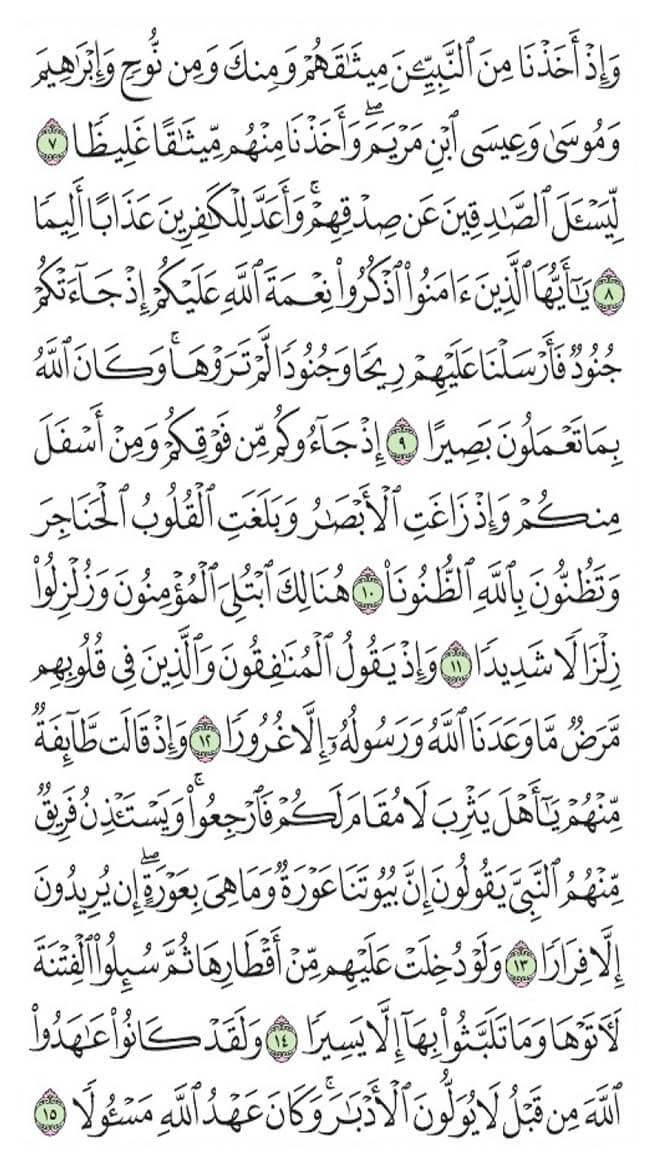 وَإِذْ أَخَذْنَا مِنَ ٱلنَّبِيِّـۧنَ مِيثَـٰقَهُمْ وَمِنكَ وَمِن نُّوحٍ وَإِبْرَٰهِيمَ
وَمُوسَىٰ وَعِيسَى ٱبْنِ مَرْيَمَ ۖ وَأَخَذْنَا مِنْهُم مِّيثَـٰقًا غَلِيظًا ٧
لِّيَسْـَٔلَ ٱلصَّـٰدِقِينَ عَن صِدْقِهِمْ ۚ وَأَعَدَّ لِلْكَـٰفِرِينَ عَذَابًا أَلِيمًا
٨ يَـٰٓأَيُّهَا ٱلَّذِينَ ءَامَنُوا۟ ٱذْكُرُوا۟ نِعْمَةَ ٱللَّهِ عَلَيْكُمْ إِذْ جَآءَتْكُمْ
جُنُودٌ فَأَرْسَلْنَا عَلَيْهِمْ رِيحًا وَجُنُودًا لَّمْ تَرَوْهَا ۚ وَكَانَ ٱللَّهُ
بِمَا تَعْمَلُونَ بَصِيرًا ٩ إِذْ جَآءُوكُم مِّن فَوْقِكُمْ وَمِنْ أَسْفَلَ
مِنكُمْ وَإِذْ زَاغَتِ ٱلْأَبْصَـٰرُ وَبَلَغَتِ ٱلْقُلُوبُ ٱلْحَنَاجِرَ
وَتَظُنُّونَ بِٱللَّهِ ٱلظُّنُونَا۠ ١٠ هُنَالِكَ ٱبْتُلِىَ ٱلْمُؤْمِنُونَ وَزُلْزِلُوا۟
زِلْزَالًا شَدِيدًا ١١ وَإِذْ يَقُولُ ٱلْمُنَـٰفِقُونَ وَٱلَّذِينَ فِى قُلُوبِهِم
مَّرَضٌ مَّا وَعَدَنَا ٱللَّهُ وَرَسُولُهُۥٓ إِلَّا غُرُورًا ١٢ وَإِذْ قَالَت طَّآئِفَةٌ
مِّنْهُمْ يَـٰٓأَهْلَ يَثْرِبَ لَا مُقَامَ لَكُمْ فَٱرْجِعُوا۟ ۚ وَيَسْتَـْٔذِنُ فَرِيقٌ
مِّنْهُمُ ٱلنَّبِىَّ يَقُولُونَ إِنَّ بُيُوتَنَا عَوْرَةٌ وَمَا هِىَ بِعَوْرَةٍ ۖ إِن يُرِيدُونَ
إِلَّا فِرَارًا ١٣ وَلَوْ دُخِلَتْ عَلَيْهِم مِّنْ أَقْطَارِهَا ثُمَّ سُئِلُوا۟ ٱلْفِتْنَةَ
لَـَٔاتَوْهَا وَمَا تَلَبَّثُوا۟ بِهَآ إِلَّا يَسِيرًا ١٤ وَلَقَدْ كَانُوا۟ عَـٰهَدُوا۟
ٱللَّهَ مِن قَبْلُ لَا يُوَلُّونَ ٱلْأَدْبَـٰرَ ۚ وَكَانَ عَهْدُ ٱللَّهِ مَسْـُٔولًا ١٥